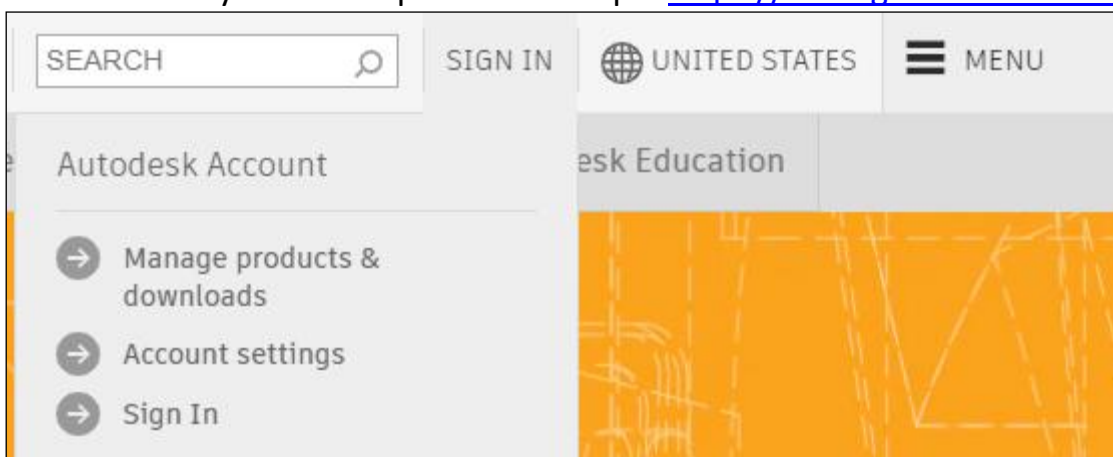 SEARCH SIGN IN UNITED STATES MENU
Autodesk Account esk Education
Manage products &
downloads
Account settings
Sign In